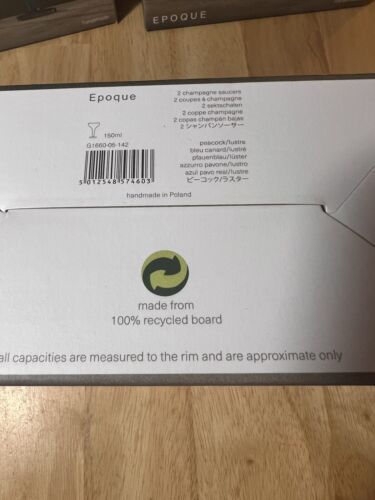 EPOQUE
handmade
Epoque
2 champagne saucers
2 coupes à champagne
2 sektschalen
2 coppe champagne
2 copas champán bajas
2 シャンパンソーサー
150ml
G1660-05-142
peacock/lustre
bleu canard/lustré
pfauenblau/lüster
azzurro pavone/lustro
azul pavo real/lustre
ピーコック/ラスター
5 012548 574603
handmade in Poland
made from
100% recycled board
all capacities are measured to the rim and are approximate only